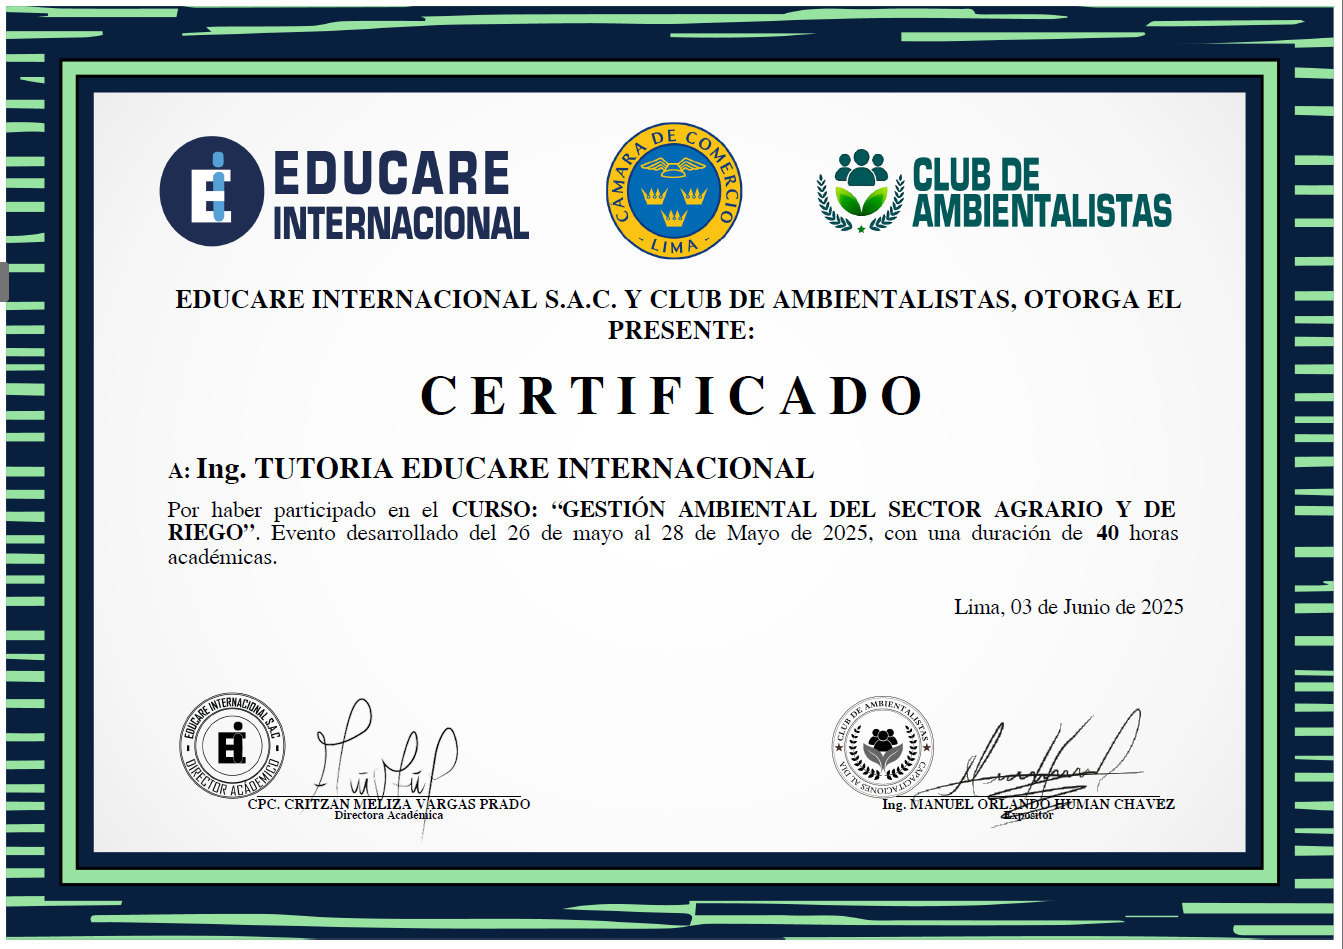 EDUCARE
INTERNACIONAL
CÁMARA DE COMERCIO
- LIMA -
CLUB DE
AMBIENTALISTAS
EDUCARE INTERNACIONAL S.A.C. Y CLUB DE AMBIENTALISTAS, OTORGA EL
PRESENTE:
CERTIFICADO
A: Ing. TUTORIA EDUCARE INTERNACIONAL
Por haber participado en el CURSO: “GESTIÓN AMBIENTAL DEL SECTOR AGRARIO Y DE
RIEGO”. Evento desarrollado del 26 de mayo al 28 de Mayo de 2025, con una duración de 40 horas
académicas.
Lima, 03 de Junio de 2025
EDUCARE INTERNACIONAL S.A.C
DIRECTOR ACADÉMICO
CLUB DE AMBIENTALISTAS
CAPACITACIONES AL DIA
CPC. CRITZAN MELIZA VARGAS PRADO
Directora Académica
Ing. MANUEL ORLANDO HUMAN CHAVEZ
Expositor